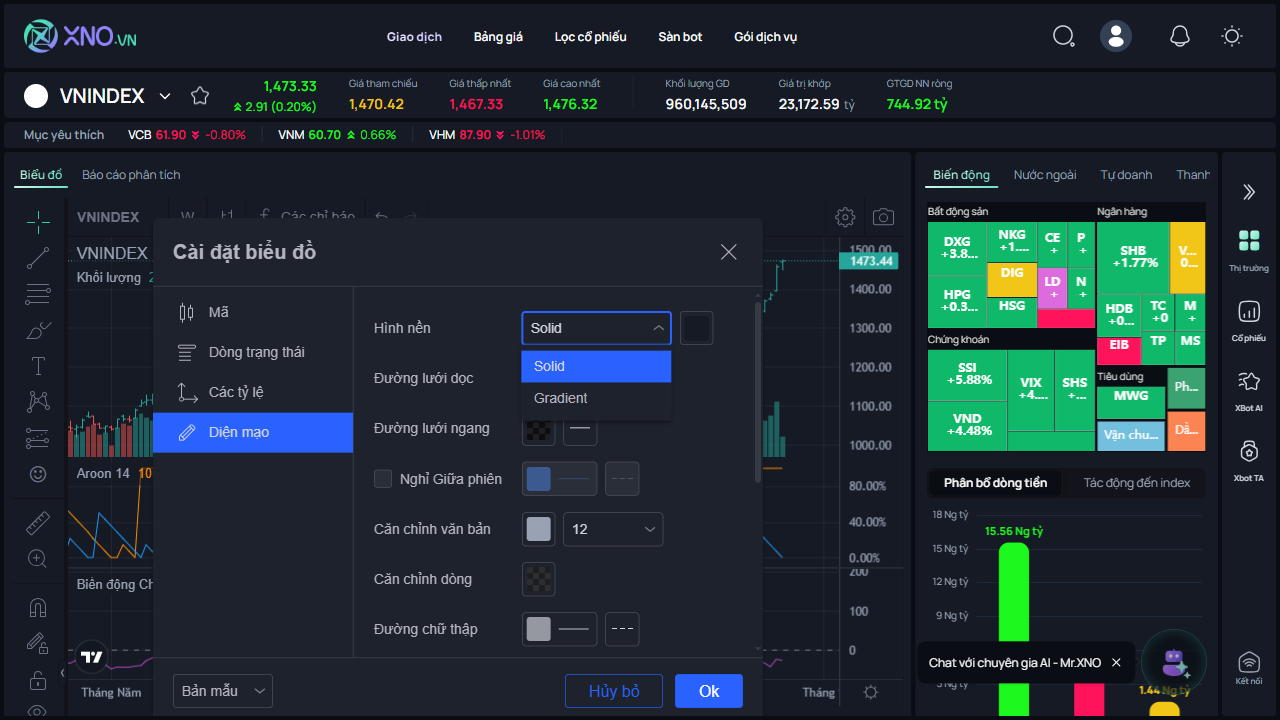 XNO.VN
Giao dịch Bảng giá Lọc cổ phiếu Sàn bot Gói dịch vụ
VNINDEX
1,473.33
2.91 (0.20%)
Giá tham chiếu
1,470.42
Giá thấp nhất
1,467.33
Giá cao nhất
1,476.32
Khối lượng GD
960,145,509
Giá trị khớp
23,172.59 tỷ
GTGD NN ròng
744.92 tỷ
Mục yêu thích VCB 61.90 -0.80% VNM 60.70 0.66% VHM 87.90 -1.01%
Biểu đồ Báo cáo phân tích
VNINDEX W Các chỉ báo
VNINDEX
Khối lượng 2
Aroon 14 10
Biên động Ch
Tháng Năm
Tháng
1500.00
1473.44
1400.00
1300.00
1200.00
1100.00
1000.00
80.00%
40.00%
0.00%
200
100
0
Cài đặt biểu đồ
Mã
Dòng trạng thái
Các tỷ lệ
Diện mạo
Hình nền Solid
Solid
Gradient
Đường lưới dọc
Đường lưới ngang
Nghỉ Giữa phiên
Căn chỉnh văn bản 12
Căn chỉnh dòng
Đường chữ thập
Bản mẫu Hủy bỏ Ok
Biến động Nước ngoài Tự doanh Thanh
Bất động sản
DXG
+3.8...
NKG
+1....
CE
+
P
+
HPG
+0.3...
DIG
HSG
LD
+
N
+
Ngân hàng
SHB
+1.77%
V...
0...
HDB
+0...
TC
+0
M
+
EIB
TP
MS
Chứng khoán
SSI
+5.88%
VND
+4.48%
VIX
+4....
SHS
+...
Tiêu dùng
MWG
Ph...
Vận chu...
Dầ...
Phân bổ dòng tiền Tác động đến index
18 Ng tỷ
15 Ng tỷ
12 Ng tỷ
9 Ng tỷ
3 Ng tỷ
15.56 Ng tỷ
1.44 Ng tỷ
Chat với chuyên gia AI - Mr.XNO
Thị trường
Cổ phiếu
XBot AI
Xbot TA
Kết nối